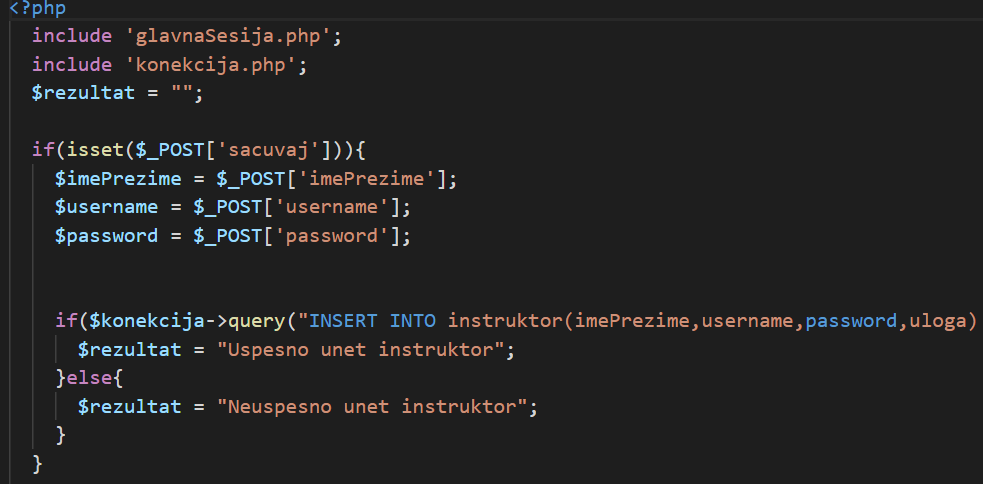 <?php
include 'glavnaSesija.php';
include 'konekcija.php';
$rezultat = "";
if(isset($_POST['sacuvaj'])){
$imePrezime = $_POST['imePrezime'];
$username = $_POST['username'];
$password = $_POST['password'];
if($konekcija->query("INSERT INTO instruktor(imePrezime,username,password,uloga)
$rezultat = "Uspesno unet instruktor";
}else{
$rezultat = "Neuspesno unet instruktor";
}
}